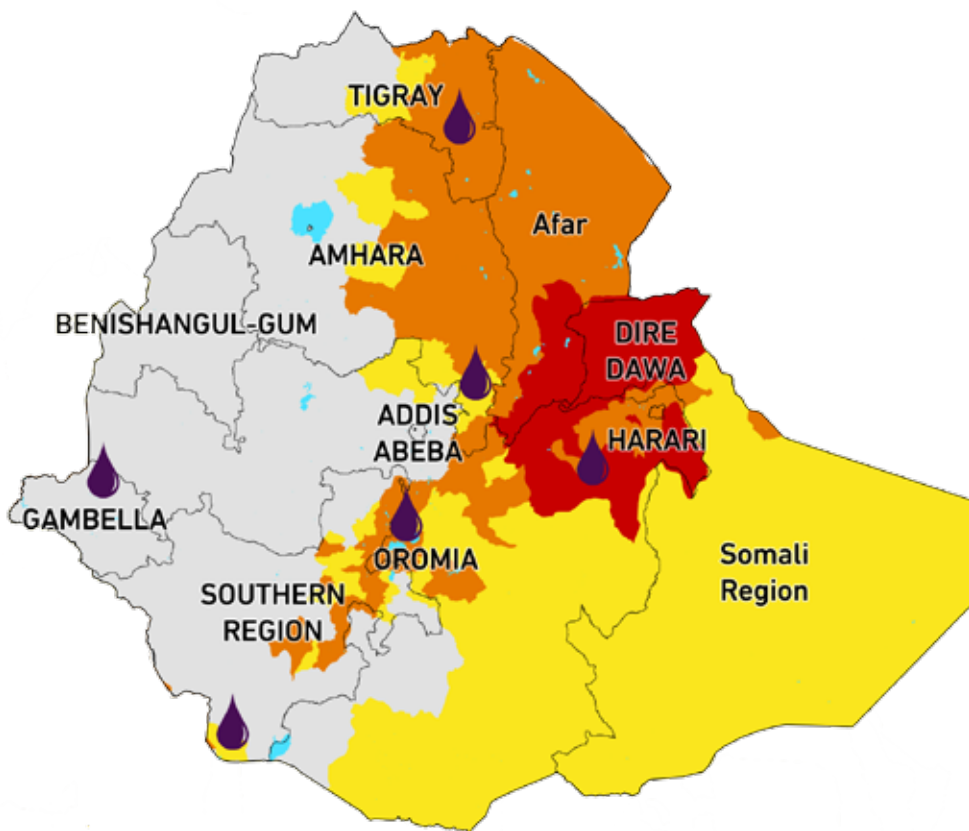 TIGRAY
Afar
AMHARA
BENISHANGUL-GUM
DIRE
DAWA
ADDIS
ABEBA
HARARI
GAMBELLA
OROMIA
Somali
Region
SOUTHERN
REGION